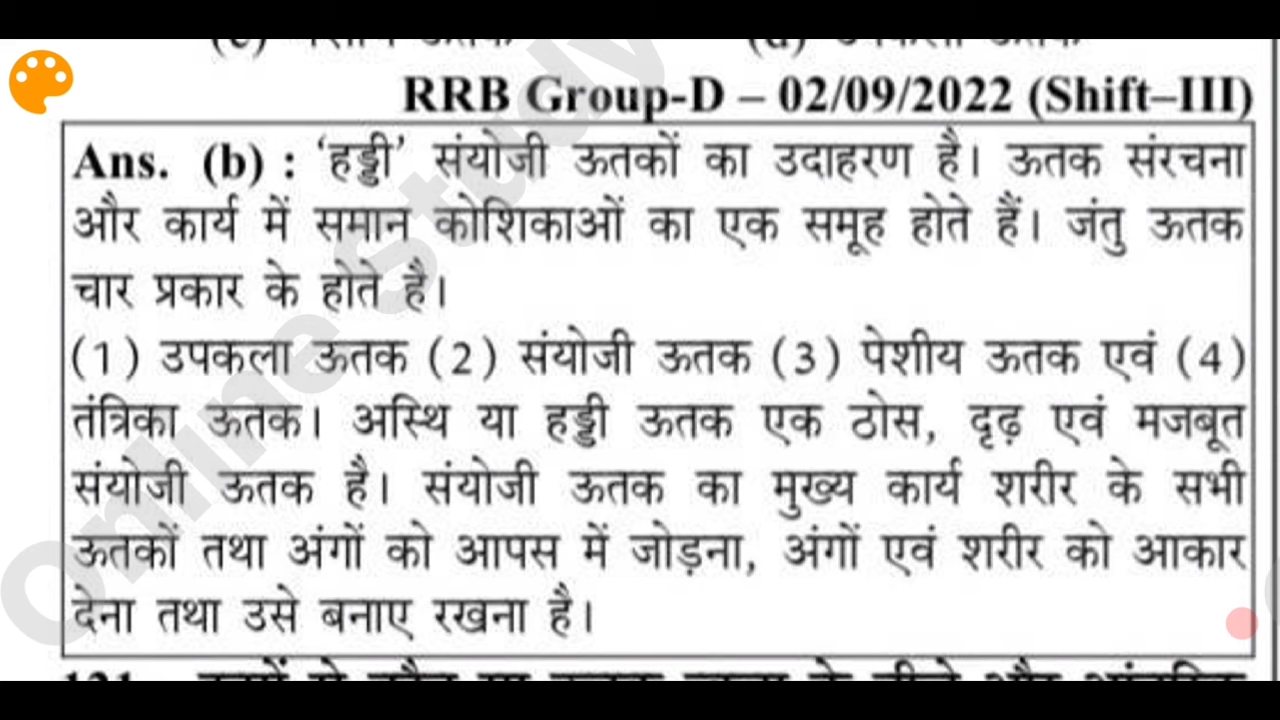 RRB Group-D – 02/09/2022 (Shift–III)
Ans. (b) : 'हड्डी' संयोजी ऊतकों का उदाहरण है। ऊतक संरचना
और कार्य में समान कोशिकाओं का एक समूह होते हैं। जंतु ऊतक
चार प्रकार के होते है।
(1) उपकला ऊतक (2) संयोजी ऊतक (3) पेशीय ऊतक एवं (4)
तंत्रिका ऊतक। अस्थि या हड्डी ऊतक एक ठोस, दृढ़ एवं मजबूत
संयोजी ऊतक है। संयोजी ऊतक का मुख्य कार्य शरीर के सभी
ऊतकों तथा अंगों को आपस में जोड़ना, अंगों एवं शरीर को आकार
देना तथा उसे बनाए रखना है।
Online study